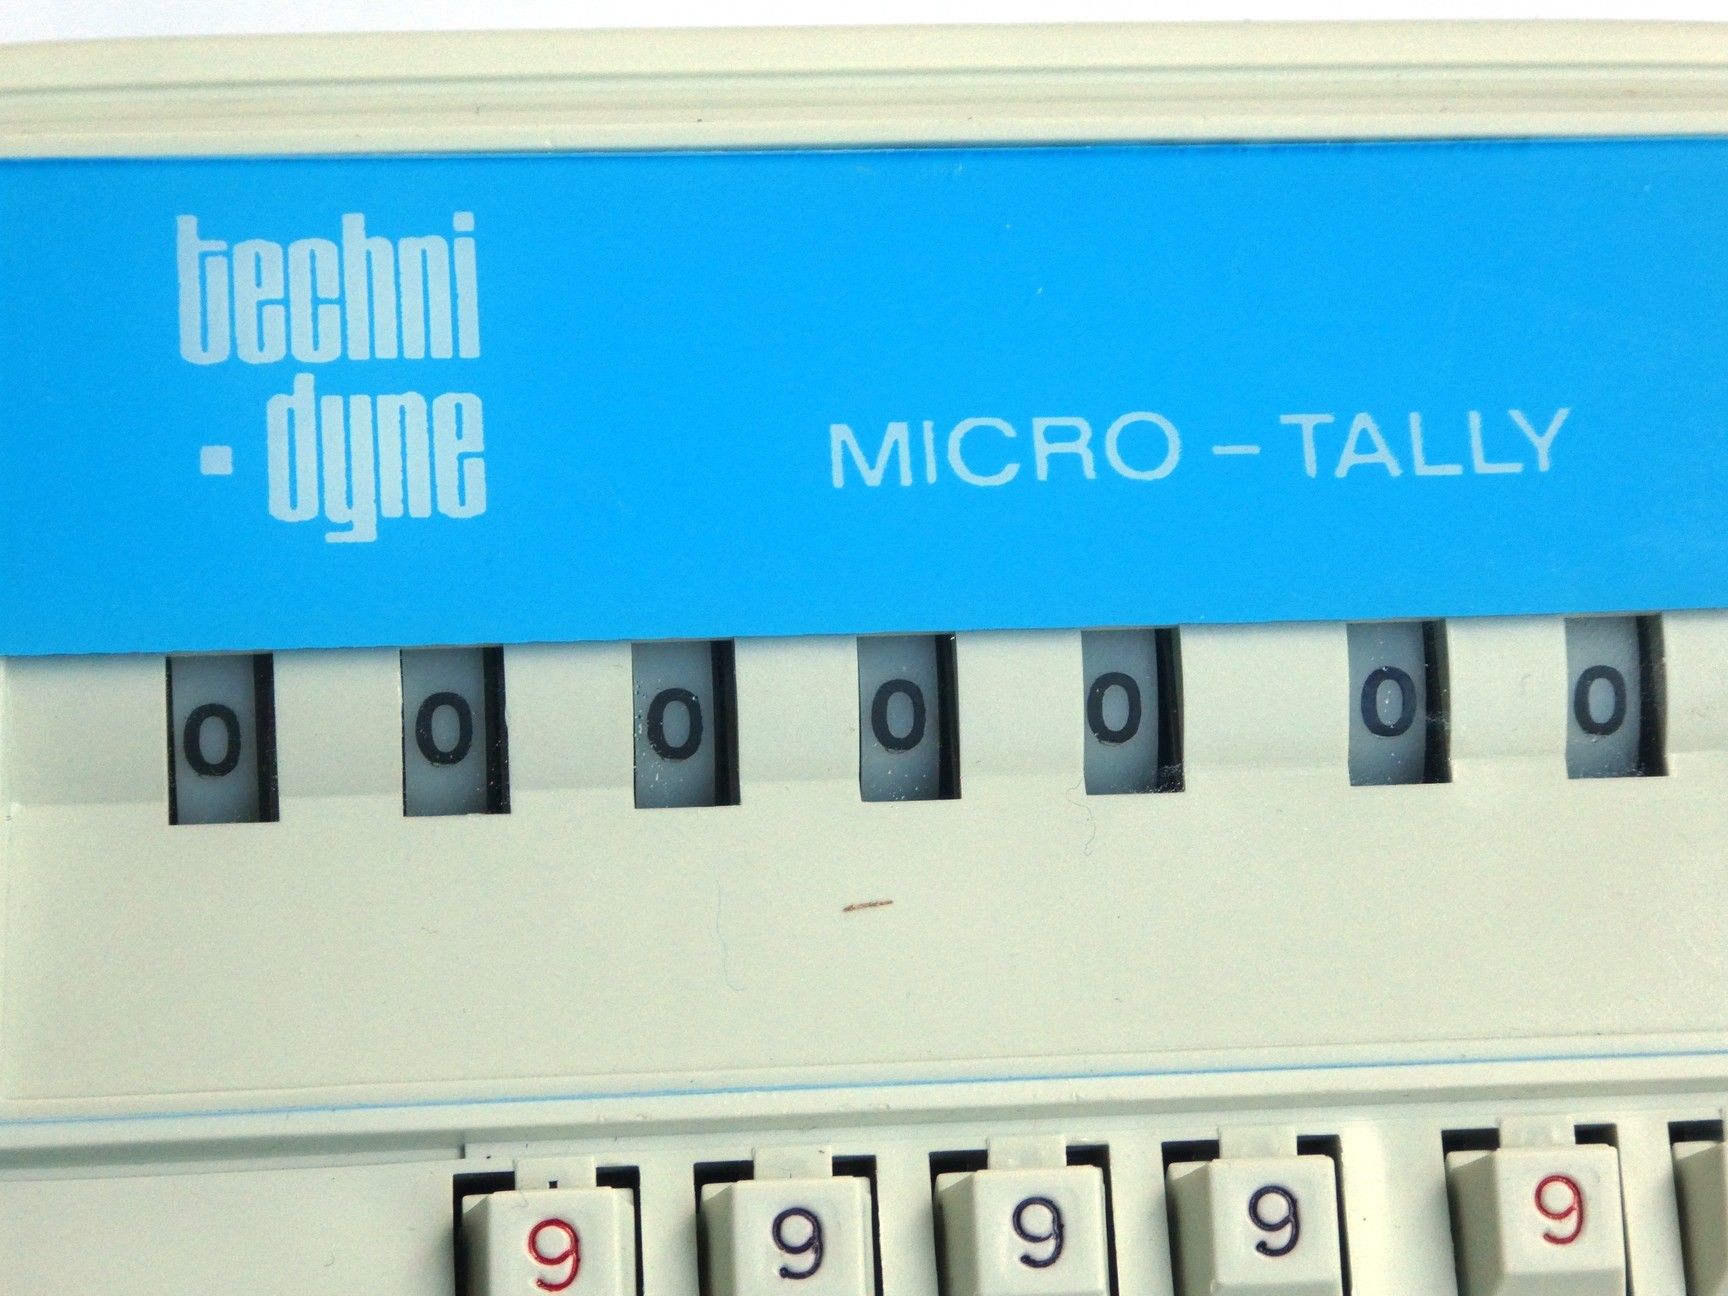 techni
- dyne
MICRO – TALLY
0 0 0 0 0 0 0
9 9 9 9 9